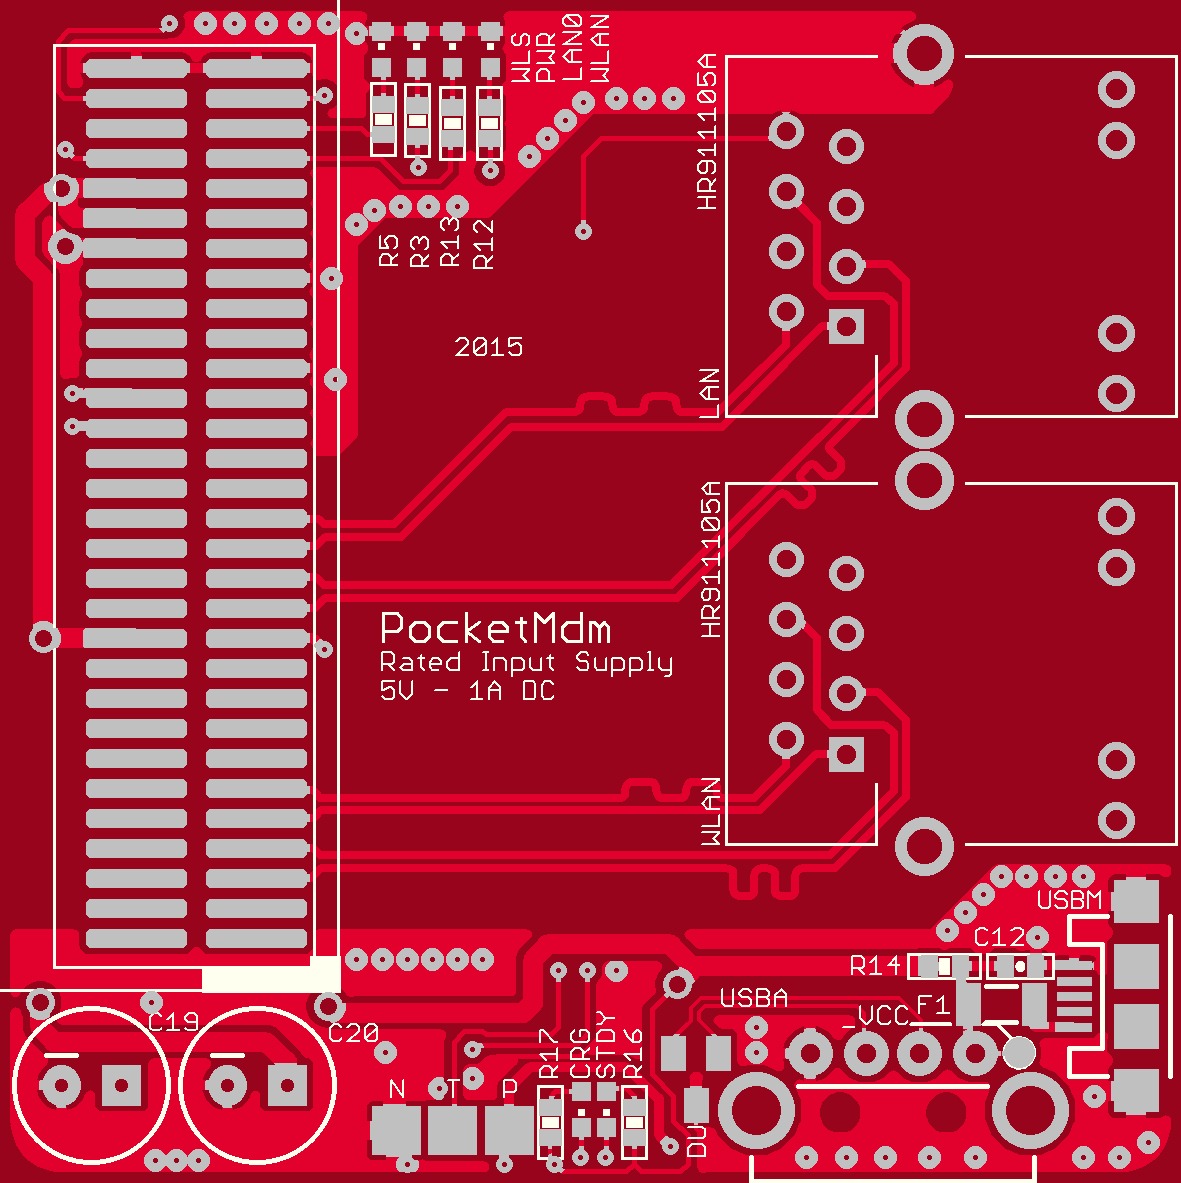 WLS
PWR
LAN0
WLAN
HR911105A
R5
R3
R13
R12
2015
LAN
HR911105A
PocketMdm
Rated Input Supply
5V - 1A DC
WLAN
USBM
C12
R14
USBA
F1
_VCC
C19
C20
R17
CRG
STDY
R16
N
T
P
DU